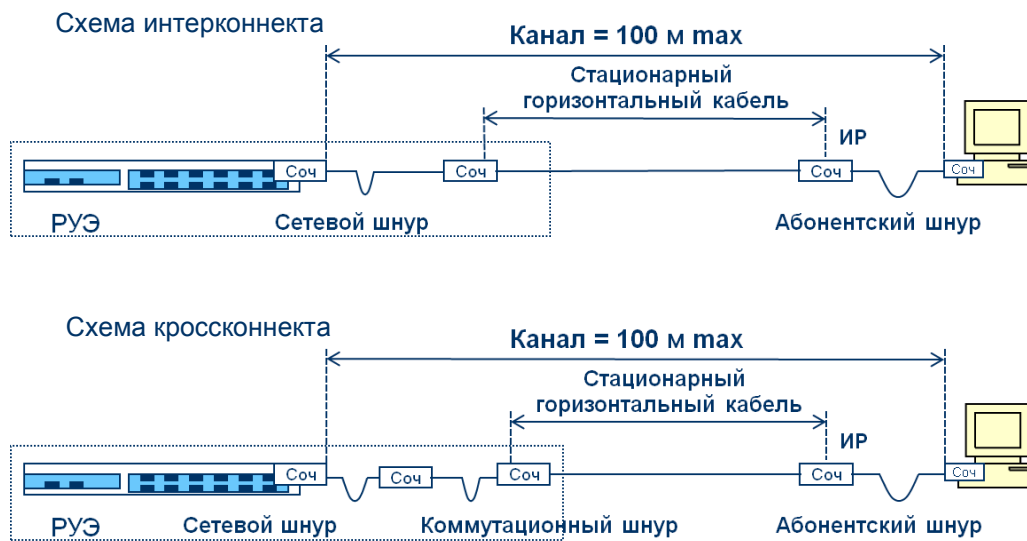 Схема интерконнекта
Канал = 100 м max
Стационарный
горизонтальный кабель
ИР
Соч
Соч
Соч
Соч
РУЭ
Сетевой шнур
Абонентский шнур
Схема кроссконнекта
Канал = 100 м max
Стационарный
горизонтальный кабель
ИР
Соч
Соч
Соч
Соч
Соч
РУЭ
Сетевой шнур
Коммутационный шнур
Абонентский шнур